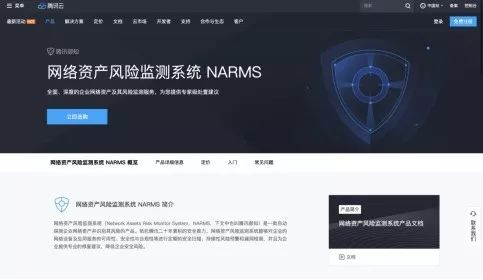 菜单 腾讯云 搜索 中国站 备案 控制台
最新活动 HOT 产品 解决方案 定价 文档 云市场 开发者 支持 合作与生态 客户 登录 免费注册
腾讯御知
网络资产风险监测系统 NARMS
全面、深度的企业网络资产及其风险监测服务,为您提供专家级处置建议
立即选购
网络资产风险监测系统 NARMS 概览 产品详细信息 定价 入门 常见问题
网络资产风险监测系统 NARMS 简介
网络资产风险监测系统(Network Assets Risk Monitor System, NARMS,下文中也叫腾讯御知)是一款自动
探测企业网络资产并识别其风险的产品。依托腾讯二十年累积的安全能力,网络资产风险监测系统能够对企业的
网络设备及应用服务的可用性、安全性与合规性等进行定期的安全扫描,持续性风险预警和漏洞检测,并且为企
业提供专业的修复建议,降低企业安全风险。
产品简介
网络资产风险监测系统产品文档
文档
联系我们